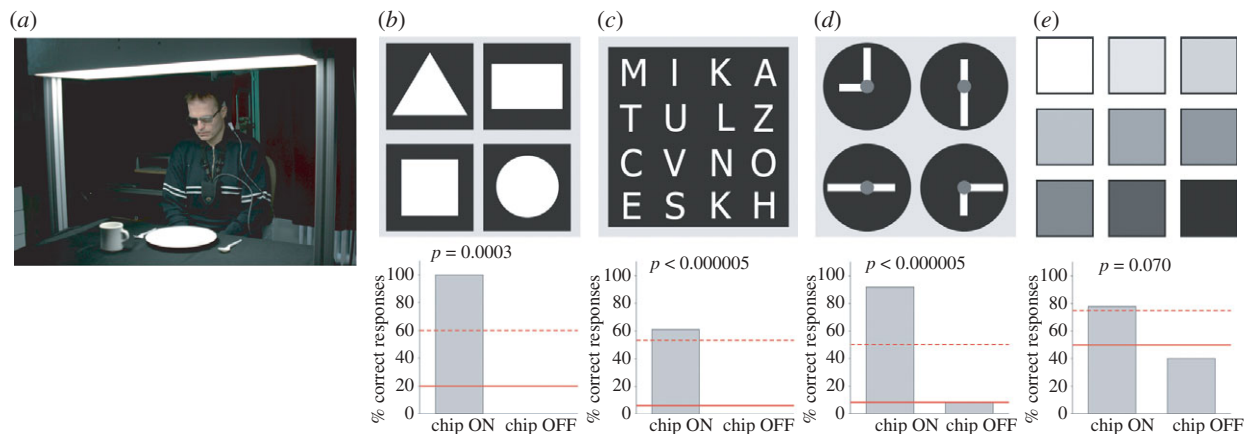 (a)
(b)
(c)
(d)
(e)
M I K A
T U L Z
C V N O
E S K H
p = 0.0003
% correct responses
100
80
60
40
20
0
chip ON chip OFF
p < 0.000005
% correct responses
100
80
60
40
20
0
chip ON chip OFF
p < 0.000005
% correct responses
100
80
60
40
20
0
chip ON chip OFF
p = 0.070
% correct responses
100
80
60
40
20
0
chip ON chip OFF